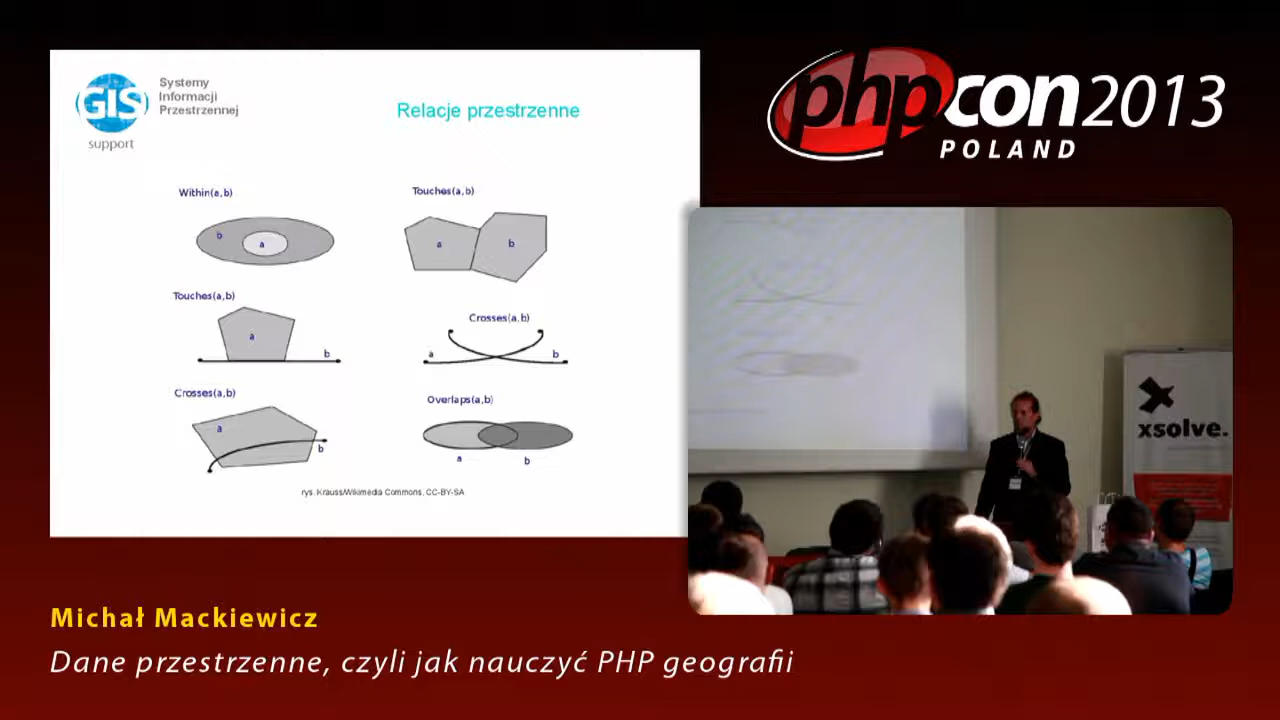 GIS
Systemy
Informacji
Przestrzennej
support
Relacje przestrzenne
Within(a,b)
b
a
Touches(a,b)
a
b
Touches(a,b)
a
b
Crosses(a,b)
a
b
Crosses(a,b)
a
b
Overlaps(a,b)
a
b
rys. Krauss/Wikimedia Commons, CC-BY-SA
phpcon2013
POLAND
xsolve.
Michał Mackiewicz
Dane przestrzenne, czyli jak nauczyć PHP geografii